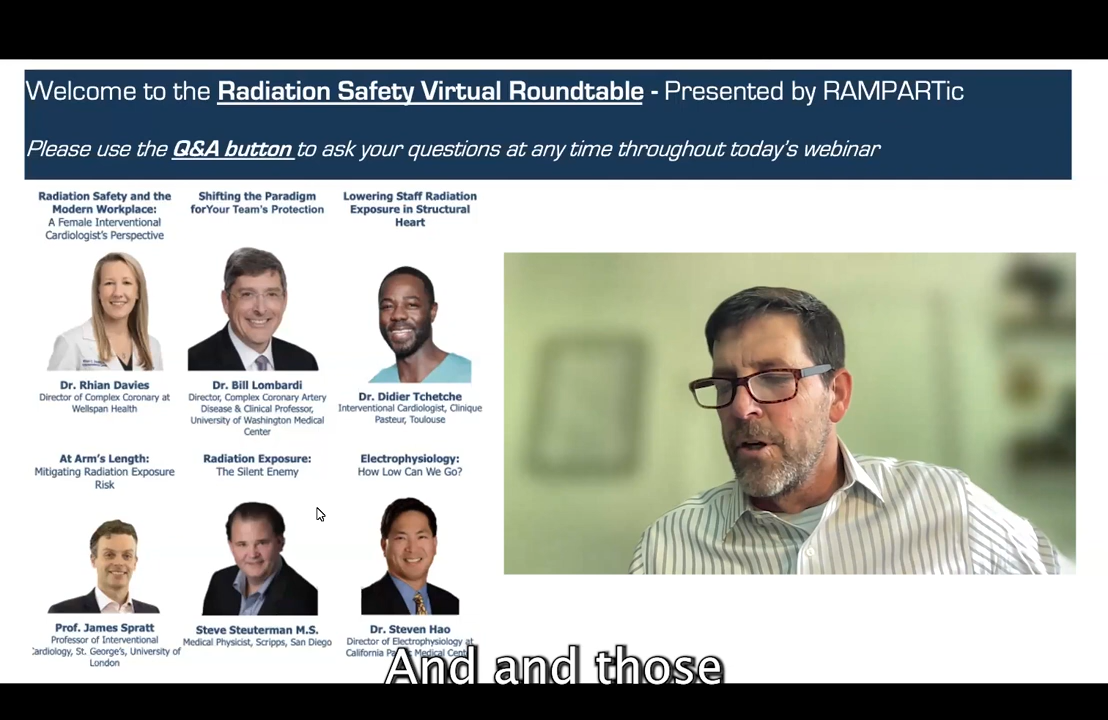 Welcome to the Radiation Safety Virtual Roundtable - Presented by RAMPARTic
Please use the Q&A button to ask your questions at any time throughout today's webinar
Radiation Safety and the
Modern Workplace:
A Female Interventional
Cardiologist's Perspective
Dr. Rhian Davies
Director of Complex Coronary at
Wellspan Health
Shifting the Paradigm
forYour Team's Protection
Dr. Bill Lombardi
Director, Complex Coronary Artery
Disease & Clinical Professor,
University of Washington Medical
Center
Lowering Staff Radiation
Exposure in Structural
Heart
Dr. Didier Tchetche
Interventional Cardiologist, Clinique
Pasteur, Toulouse
At Arm's Length:
Mitigating Radiation Exposure
Risk
Prof. James Spratt
Professor of Interventional
Cardiology, St. George's, University of
London
Radiation Exposure:
The Silent Enemy
Steve Steuterman M.S.
Medical Physicist, Scripps, San Diego
Electrophysiology:
How Low Can We Go?
Dr. Steven Hao
Director of Electrophysiology at
California Medical
And and those